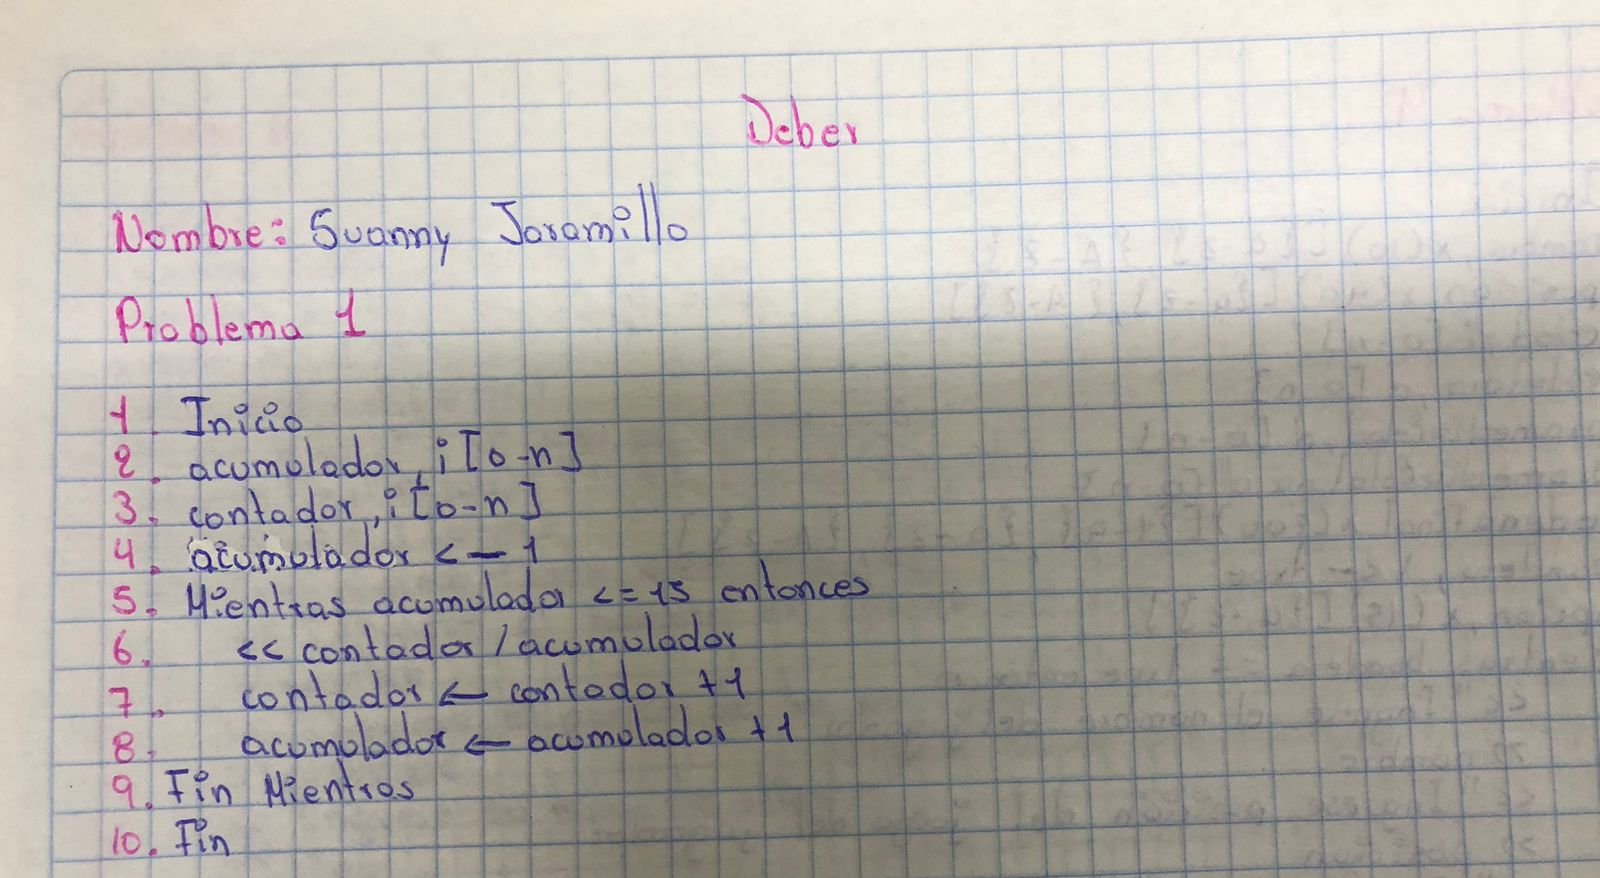 Deber
Nombre: Suanny Jaramillo
Problema 1
1. Inicio
2. acumulador, i [0-n]
3. contador, i [0-n]
4. acumulador <- 1
5. Mientras acumulador <= 15 entonces
6. << contador / acumulador
7. contador <- contador + 1
8. acumulador <- acumulador + 1
9. Fin Mientras
10. Fin